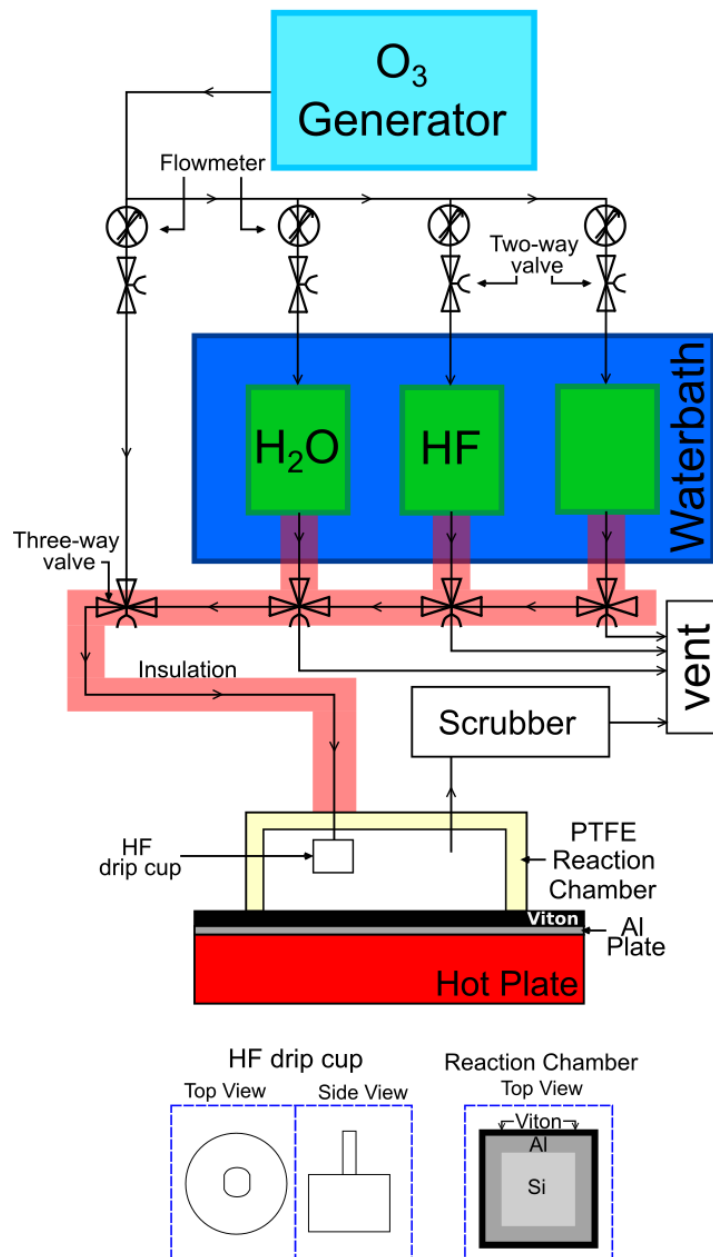 O₃
Generator
Flowmeter
Two-way
valve
H₂O
HF
Waterbath
Three-way
valve
Insulation
vent
Scrubber
HF
drip cup
PTFE
Reaction
Chamber
Viton
Al
Plate
Hot Plate
HF drip cup
Top View
Side View
Reaction Chamber
Top View
Viton
Al
Si